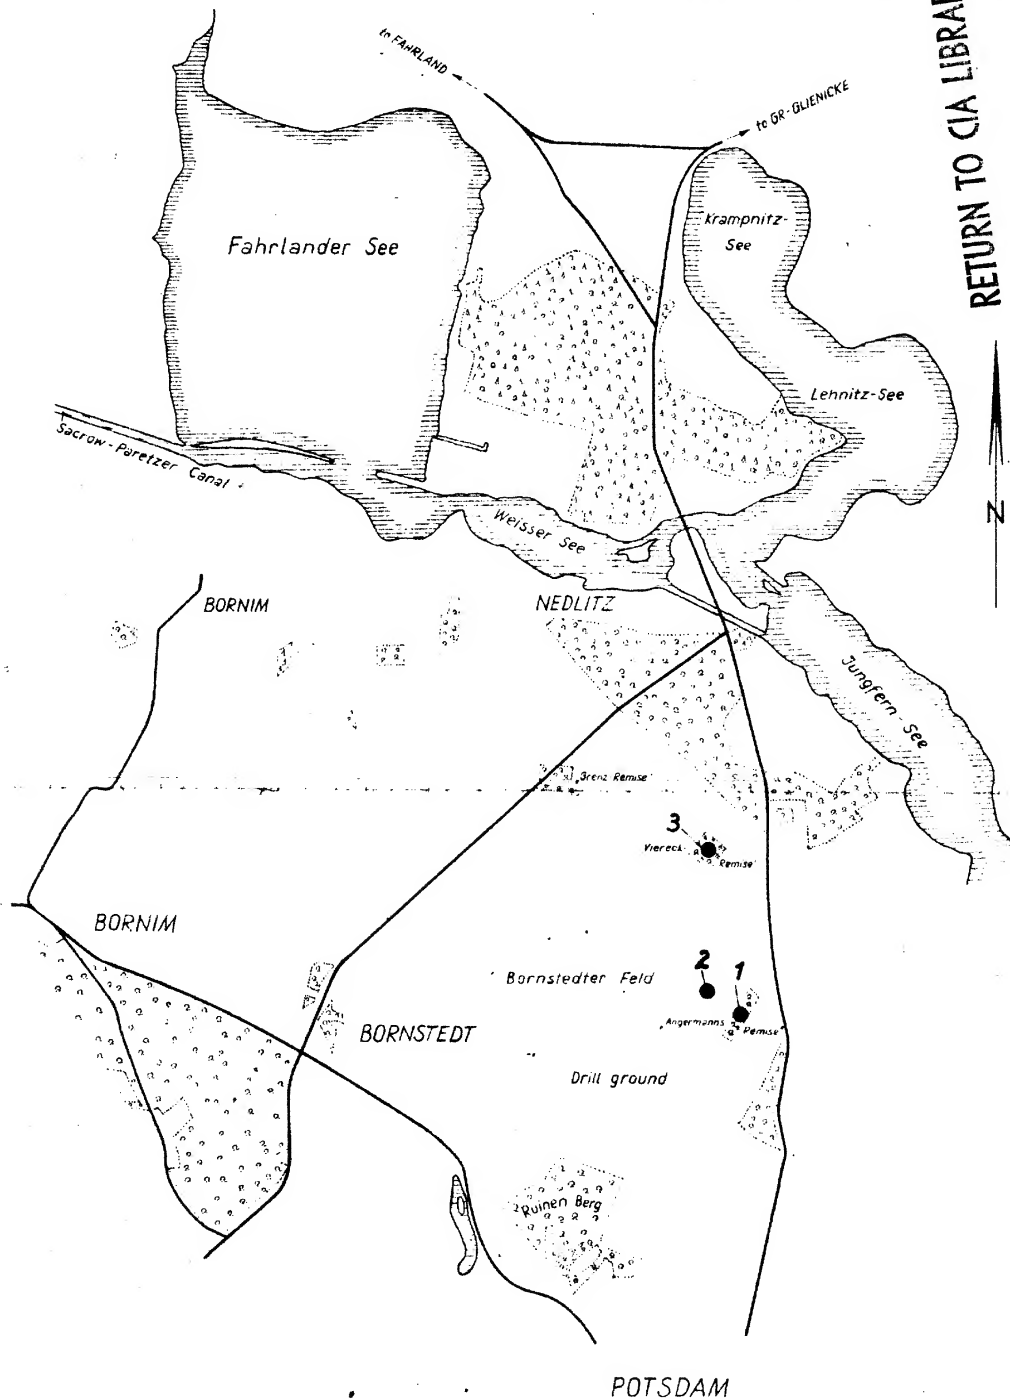 to FAHRLAND
to GR-GLIENICKE
RETURN TO CIA
Krampnitz-
See
Fahrlander See
Lehnitz-See
Sacrow-Paretzer Canal
Weisser See
N
BORNIM
NEDLITZ
Jungfern-See
Remise"
3
Viereck-
Remise"
BORNIM
Bornstedter Feld
2
1
"Angermanns
Remise"
BORNSTEDT
Drill ground
Ruinen Berg
POTSDAM